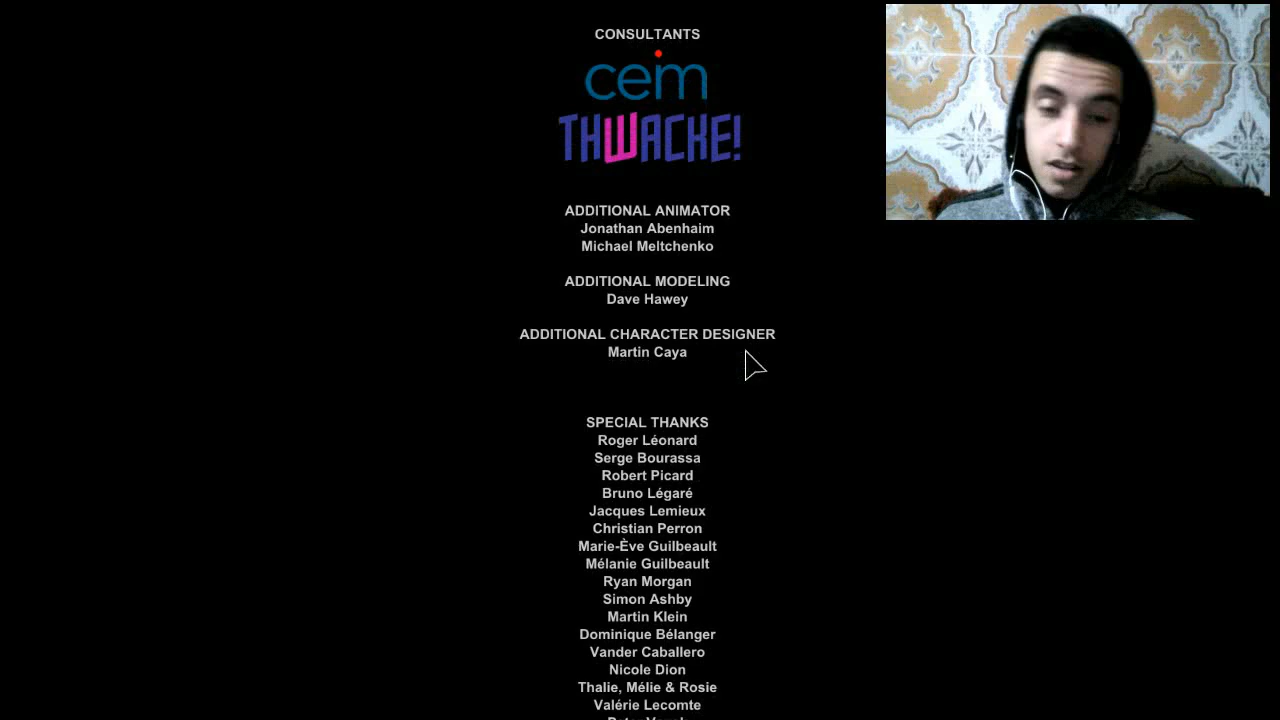 CONSULTANTS
ceim
THWACKE!
ADDITIONAL ANIMATOR
Jonathan Abenhaim
Michael Meltchenko
ADDITIONAL MODELING
Dave Hawey
ADDITIONAL CHARACTER DESIGNER
Martin Caya
SPECIAL THANKS
Roger Léonard
Serge Bourassa
Robert Picard
Bruno Légaré
Jacques Lemieux
Christian Perron
Marie-Ève Guilbeault
Mélanie Guilbeault
Ryan Morgan
Simon Ashby
Martin Klein
Dominique Bélanger
Vander Caballero
Nicole Dion
Thalie, Mélie & Rosie
Valérie Lecomte